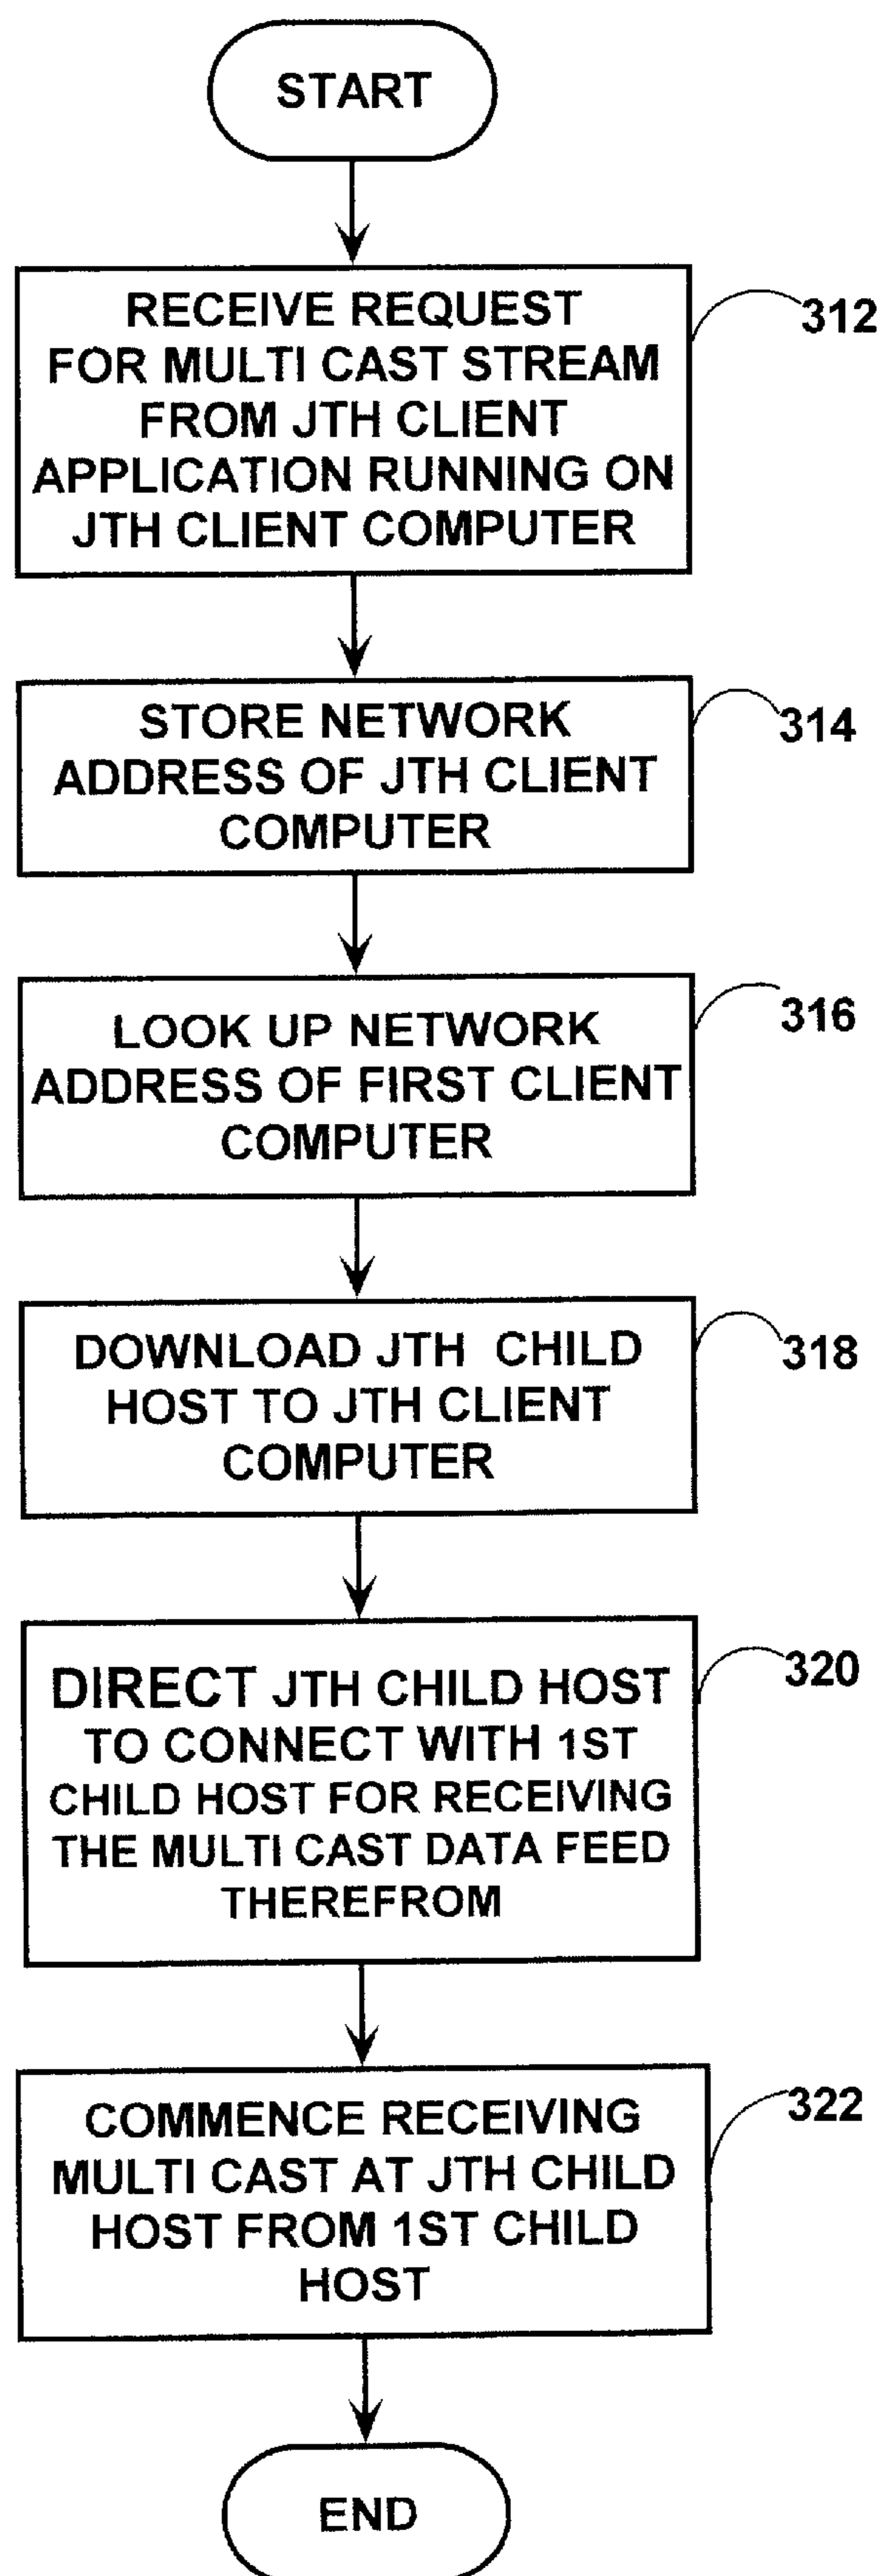 START
RECEIVE REQUEST
FOR MULTI CAST STREAM
FROM JTH CLIENT
APPLICATION RUNNING ON
JTH CLIENT COMPUTER
312
STORE NETWORK
ADDRESS OF JTH CLIENT
COMPUTER
314
LOOK UP NETWORK
ADDRESS OF FIRST CLIENT
COMPUTER
316
DOWNLOAD JTH CHILD
HOST TO JTH CLIENT
COMPUTER
318
DIRECT JTH CHILD HOST
TO CONNECT WITH 1ST
CHILD HOST FOR RECEIVING
THE MULTI CAST DATA FEED
THEREFROM
320
COMMENCE RECEIVING
MULTI CAST AT JTH CHILD
HOST FROM 1ST CHILD
HOST
322
END